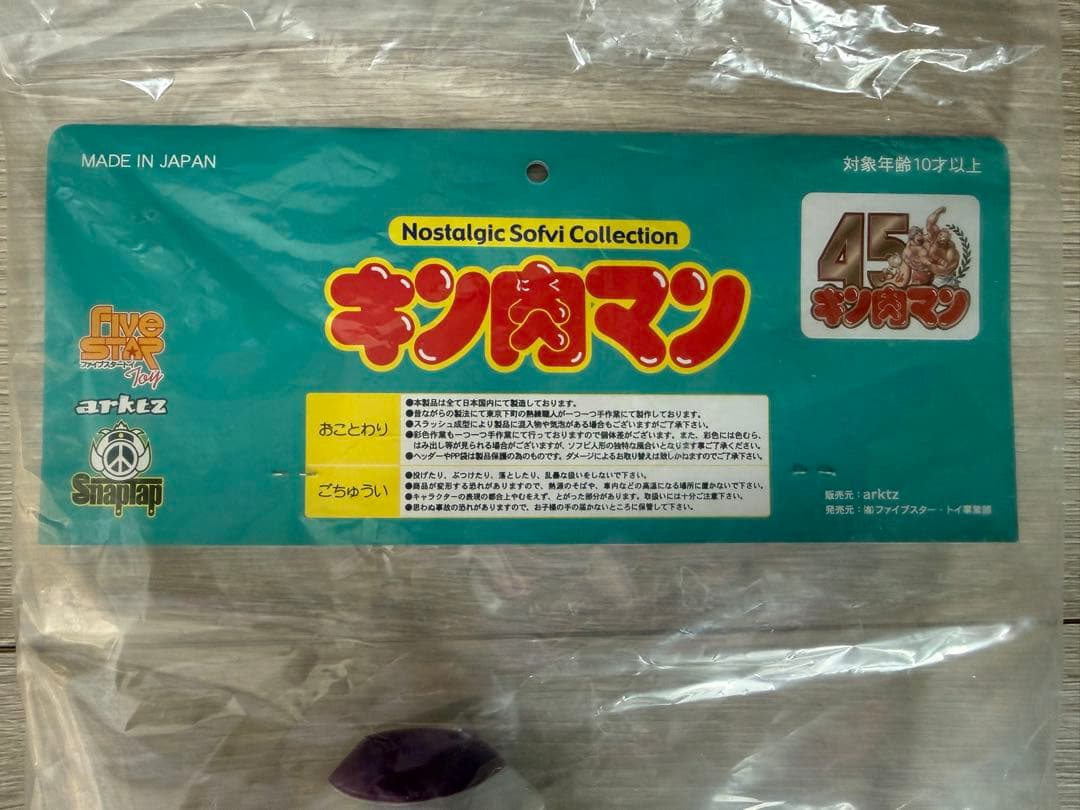 MADE IN JAPAN
対象年齢10才以上
Nostalgic Sofvi Collection
キン肉マン
にく
45
キン肉マン
Five
STAR
ファイブスタートイ
Toy
arktz
Snaptap
おことわり
●本製品は全て日本国内にて製造しております。
●昔ながらの製法にて東京下町の熟練職人が一つ一つ手作業にて製作しております。
●スラッシュ成型により製品に混入物や気泡がある場合もございますがご了承下さい。
●彩色作業も一つ一つ手作業にて行っておりますので個体差がございます。また、彩色には色むら、
はみ出し等が見られる場合がございますが、ソフビ人形の独特な風合いとなります事ご了承ください。
●ヘッダーやPP袋は製品保護の為のものです。ダメージによるお取り替えは致しかねますのでご了承下さい。
ごちゅうい
●投げたり、ぶつけたり、落としたり、乱暴な扱いをしないで下さい。
●商品が変形する恐れがありますので、熱源のそばや、車内などの高温になる場所に置かないで下さい。
●キャラクターの表現の都合上やむをえず、とがった部分があります。取扱いには十分ご注意下さい。
●思わぬ事故の恐れがありますので、お子様の手の届かないところに保管して下さい。
販売元：arktz
発売元：㈲ファイブスター・トイ事業部